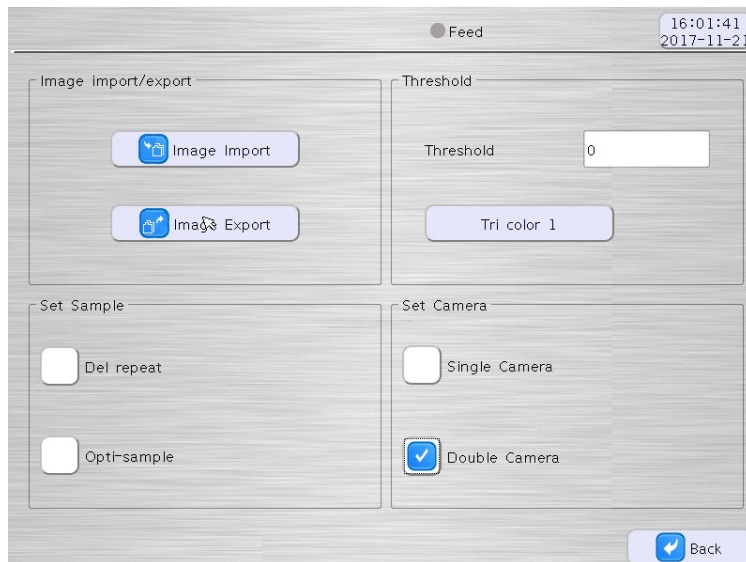 Feed
16:01:41
2017-11-21
Image import/export
Image Import
Image Export
Threshold
Threshold
0
Tri color 1
Set Sample
Del repeat
Opti-sample
Set Camera
Single Camera
Double Camera
Back